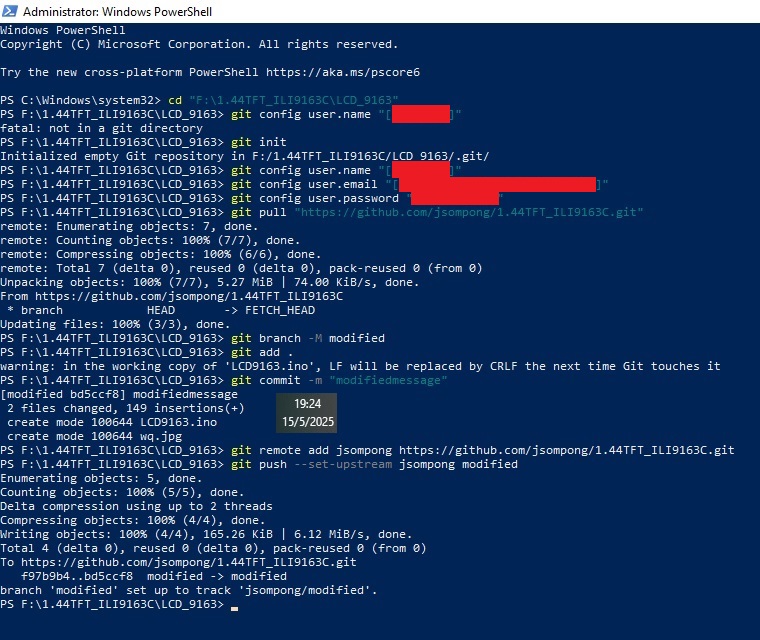 Administrator: Windows PowerShell
Windows PowerShell
Copyright (C) Microsoft Corporation. All rights reserved.
Try the new cross-platform PowerShell https://aka.ms/pscore6
PS C:\Windows\system32> cd "F:\1.44TFT_ILI9163C\LCD_9163"
PS F:\1.44TFT_ILI9163C\LCD_9163> git config user.name "[ ]"
fatal: not in a git directory
PS F:\1.44TFT_ILI9163C\LCD_9163> git init
Initialized empty Git repository in F:/1.44TFT_ILI9163C/LCD_9163/.git/
PS F:\1.44TFT_ILI9163C\LCD_9163> git config user.name "[ ]"
PS F:\1.44TFT_ILI9163C\LCD_9163> git config user.email "[ ]"
PS F:\1.44TFT_ILI9163C\LCD_9163> git config user.password " "
PS F:\1.44TFT_ILI9163C\LCD_9163> git pull "https://github.com/jsompong/1.44TFT_ILI9163C.git"
remote: Enumerating objects: 7, done.
remote: Counting objects: 100% (7/7), done.
remote: Compressing objects: 100% (6/6), done.
remote: Total 7 (delta 0), reused 0 (delta 0), pack-reused 0 (from 0)
Unpacking objects: 100% (7/7), 5.27 MiB | 74.00 KiB/s, done.
From https://github.com/jsompong/1.44TFT_ILI9163C
 * branch            HEAD       -> FETCH_HEAD
Updating files: 100% (3/3), done.
PS F:\1.44TFT_ILI9163C\LCD_9163> git branch -M modified
PS F:\1.44TFT_ILI9163C\LCD_9163> git add .
warning: in the working copy of 'LCD9163.ino', LF will be replaced by CRLF the next time Git touches it
PS F:\1.44TFT_ILI9163C\LCD_9163> git commit -m "modifiedmessage"
[modified bd5ccf8] modifiedmessage
 2 files changed, 149 insertions(+)
 create mode 100644 LCD9163.ino
 create mode 100644 wq.jpg
19:24
15/5/2025
PS F:\1.44TFT_ILI9163C\LCD_9163> git remote add jsompong https://github.com/jsompong/1.44TFT_ILI9163C.git
PS F:\1.44TFT_ILI9163C\LCD_9163> git push --set-upstream jsompong modified
Enumerating objects: 5, done.
Counting objects: 100% (5/5), done.
Delta compression using up to 2 threads
Compressing objects: 100% (4/4), done.
Writing objects: 100% (4/4), 165.26 KiB | 6.12 MiB/s, done.
Total 4 (delta 0), reused 0 (delta 0), pack-reused 0 (from 0)
To https://github.com/jsompong/1.44TFT_ILI9163C.git
   f97b9b4..bd5ccf8  modified -> modified
branch 'modified' set up to track 'jsompong/modified'.
PS F:\1.44TFT_ILI9163C\LCD_9163>